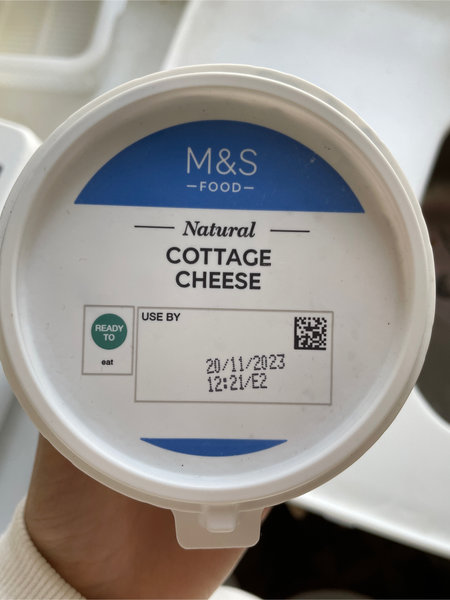 M&S
—FOOD—
Natural
COTTAGE
CHEESE
READY
TO
eat
USE BY
20/11/2023
12:21/E2